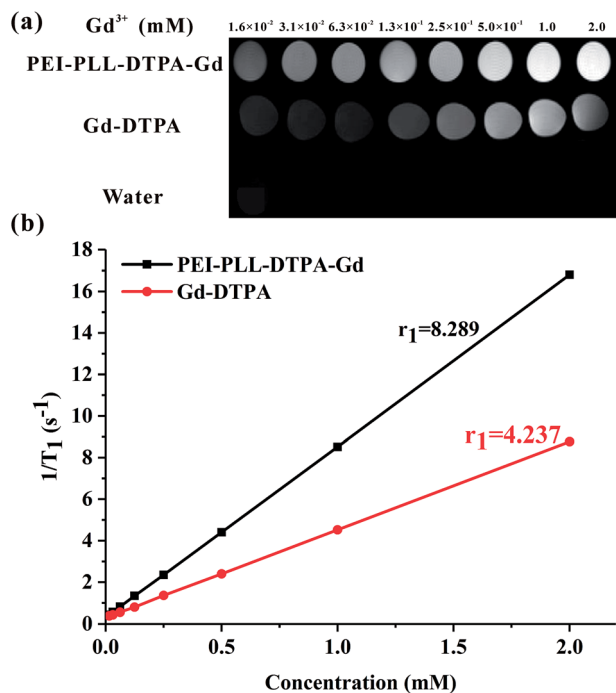 (a)
Gd³⁺ (mM)
1.6×10⁻² 3.1×10⁻² 6.3×10⁻² 1.3×10⁻¹ 2.5×10⁻¹ 5.0×10⁻¹ 1.0 2.0
PEI-PLL-DTPA-Gd
Gd-DTPA
Water
(b)
18
16
14
12
10
8
6
4
2
0
1/T₁ (s⁻¹)
PEI-PLL-DTPA-Gd
Gd-DTPA
r₁=8.289
r₁=4.237
0.0 0.5 1.0 1.5 2.0
Concentration (mM)